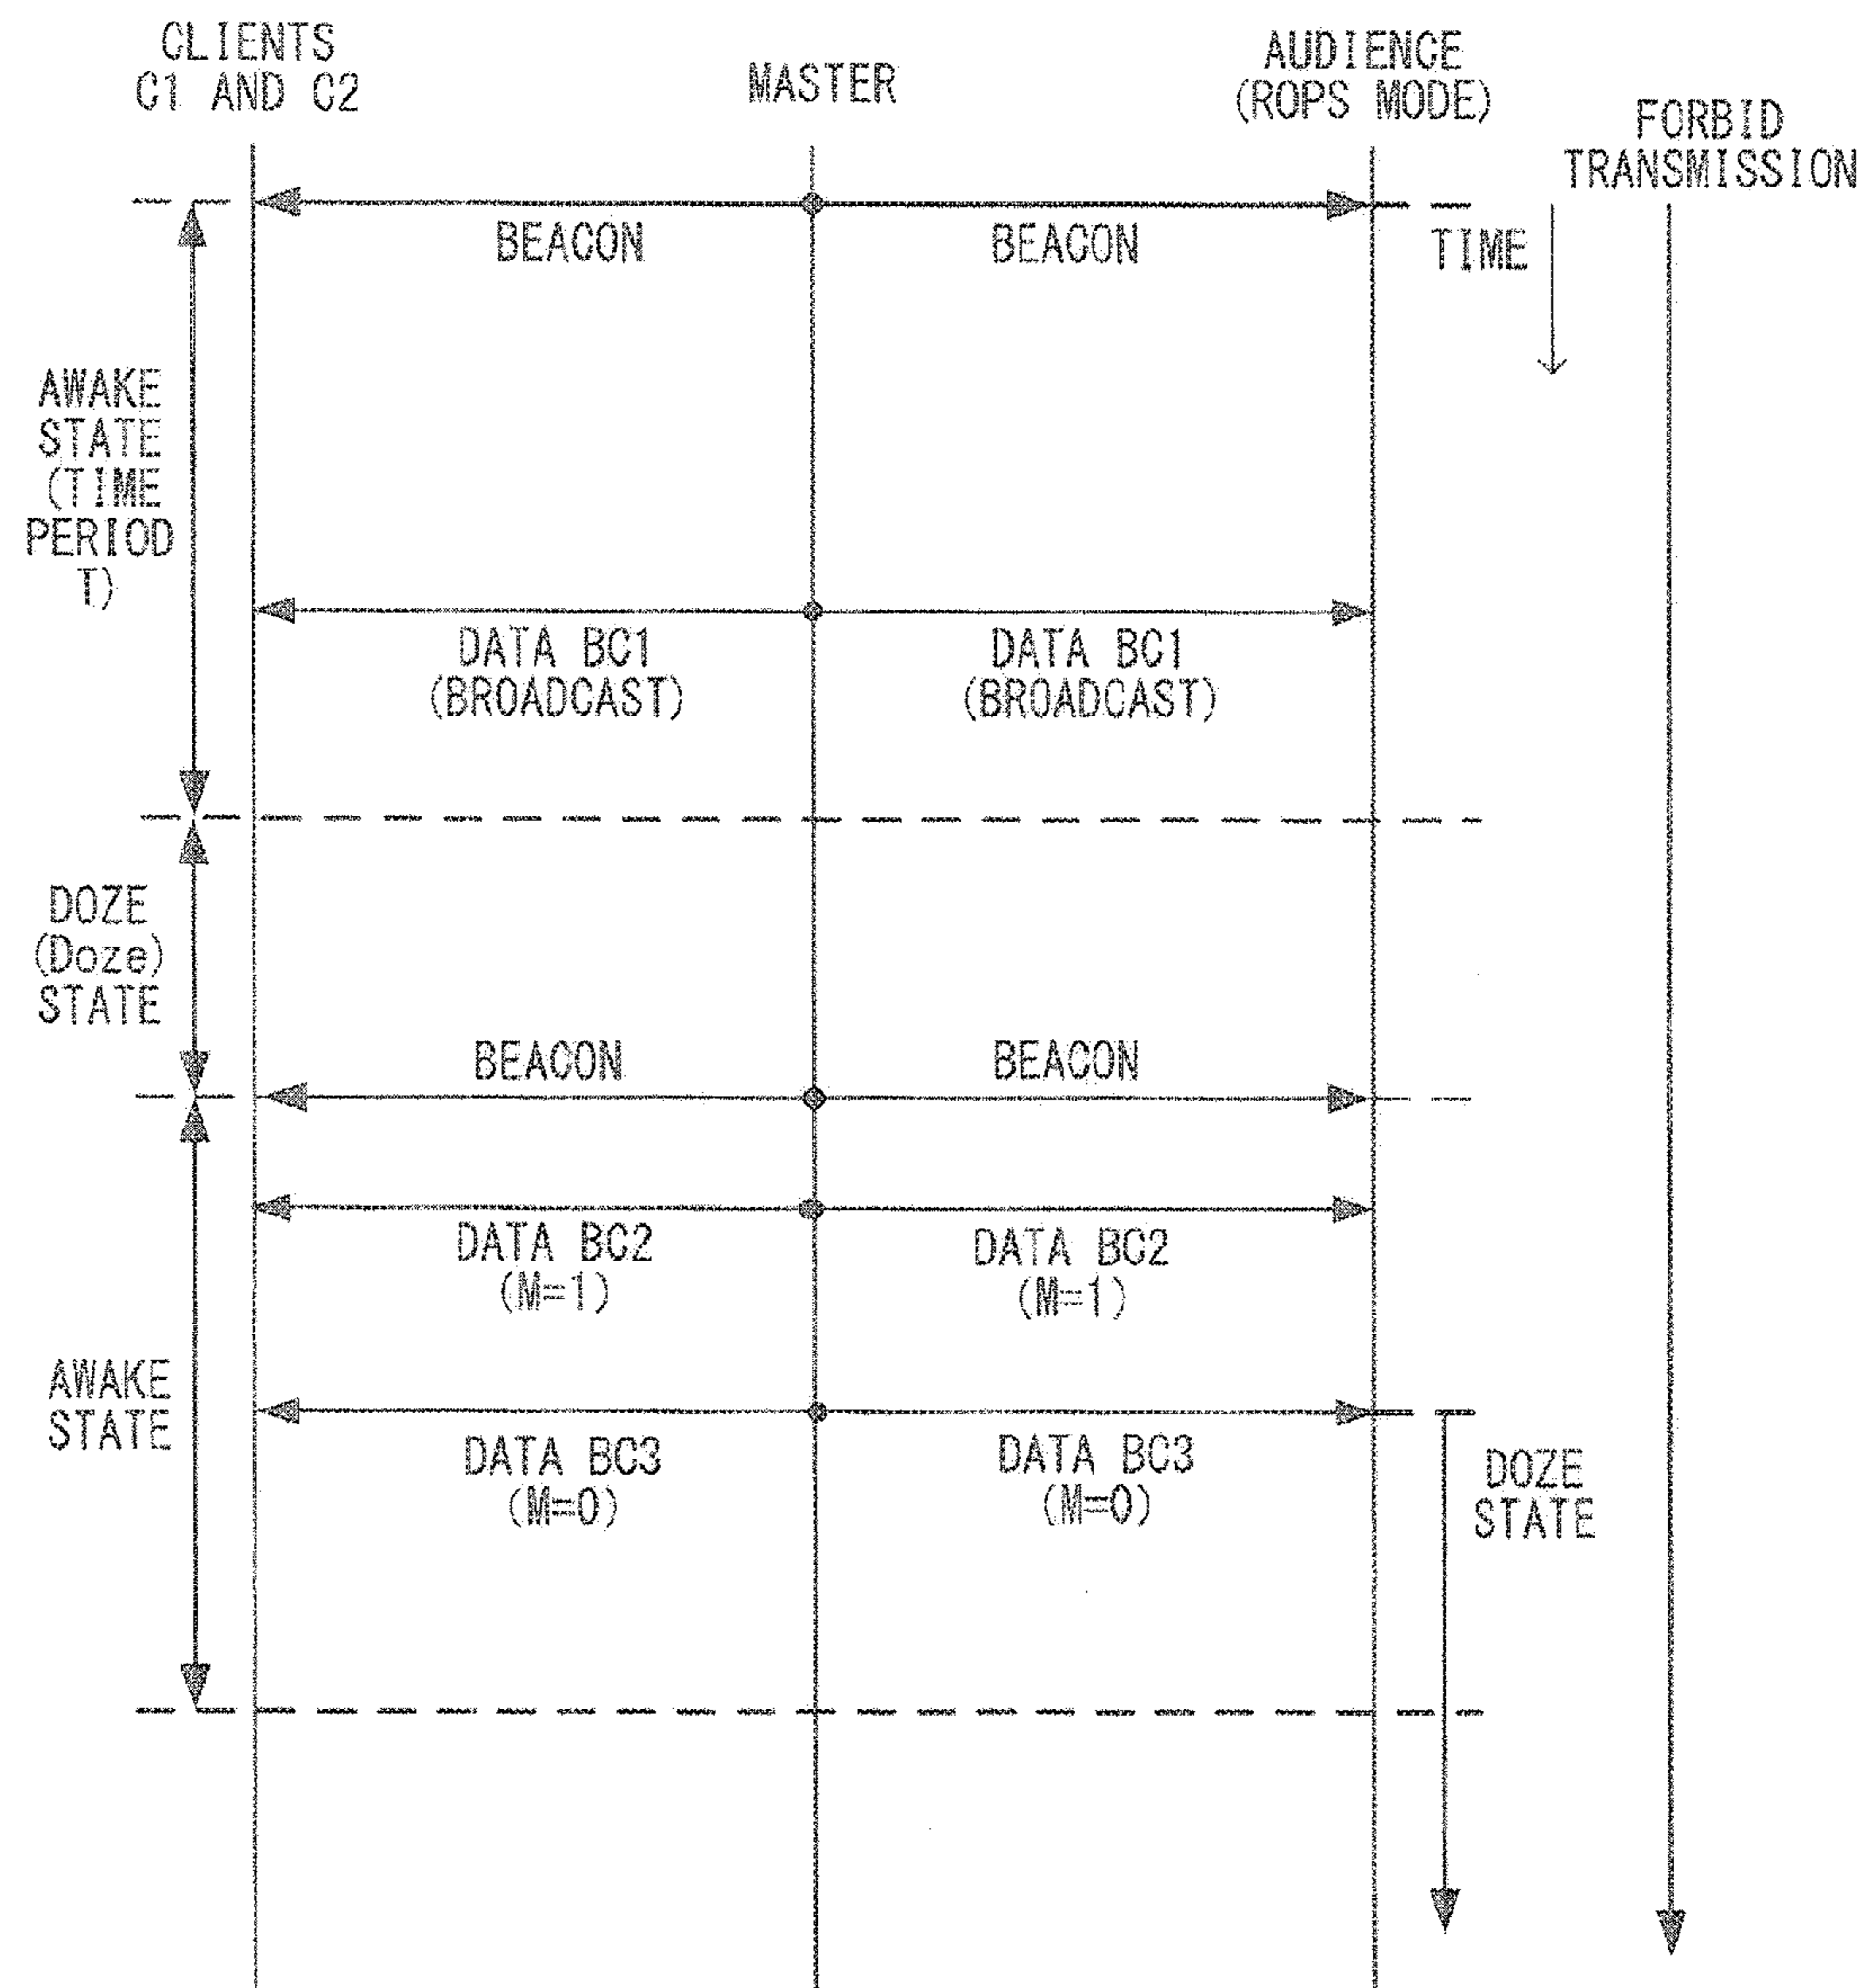 CLIENTS
C1 AND C2
MASTER
AUDIENCE
(ROPS MODE)
FORBID
TRANSMISSION
BEACON
BEACON
TIME
AWAKE
STATE
(TIME
PERIOD
T)
DATA BC1
(BROADCAST)
DATA BC1
(BROADCAST)
DOZE
(Doze)
STATE
BEACON
BEACON
DATA BC2
(M=1)
DATA BC2
(M=1)
AWAKE
STATE
DATA BC3
(M=0)
DATA BC3
(M=0)
DOZE
STATE